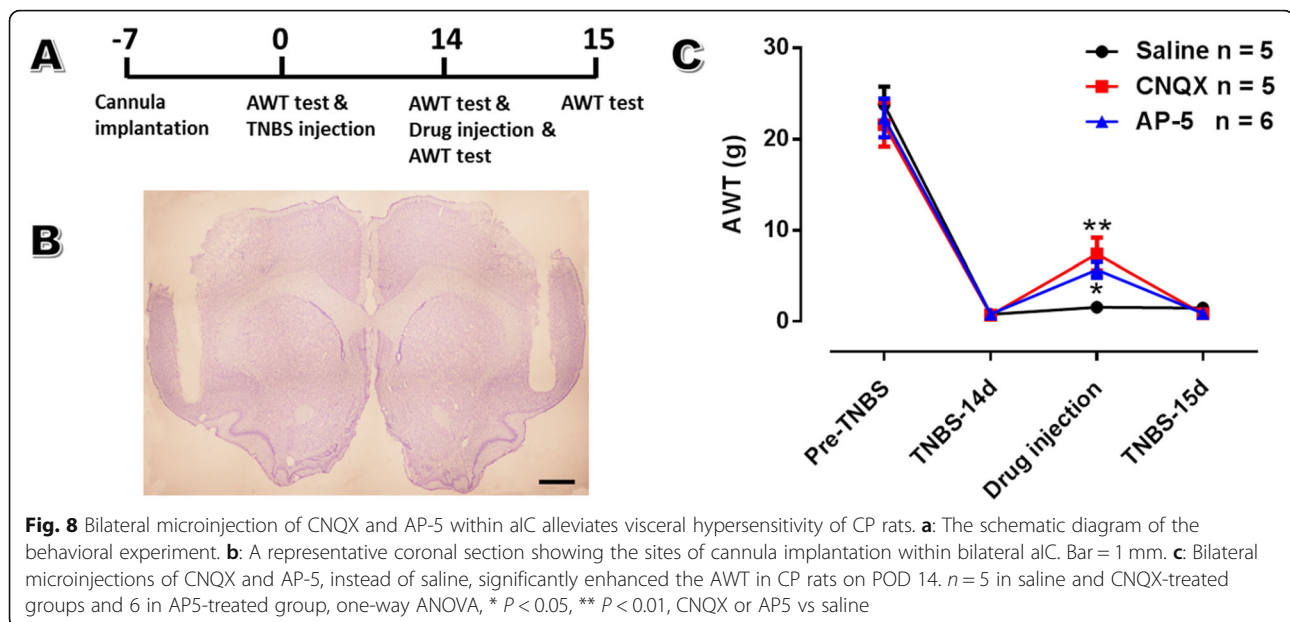 A
-7 0 14 15
Cannula implantation
AWT test & TNBS injection
AWT test & Drug injection & AWT test
AWT test
B
C
Saline n = 5
CNQX n = 5
AP-5 n = 6
AWT (g)
30
20
10
0
**
*
Pre-TNBS
TNBS-14d
Drug injection
TNBS-15d
Fig. 8 Bilateral microinjection of CNQX and AP-5 within aIC alleviates visceral hypersensitivity of CP rats. a: The schematic diagram of the
behavioral experiment. b: A representative coronal section showing the sites of cannula implantation within bilateral aIC. Bar = 1 mm. c: Bilateral
microinjections of CNQX and AP-5, instead of saline, significantly enhanced the AWT in CP rats on POD 14. n = 5 in saline and CNQX-treated
groups and 6 in AP5-treated group, one-way ANOVA, * P < 0.05, ** P < 0.01, CNQX or AP5 vs saline